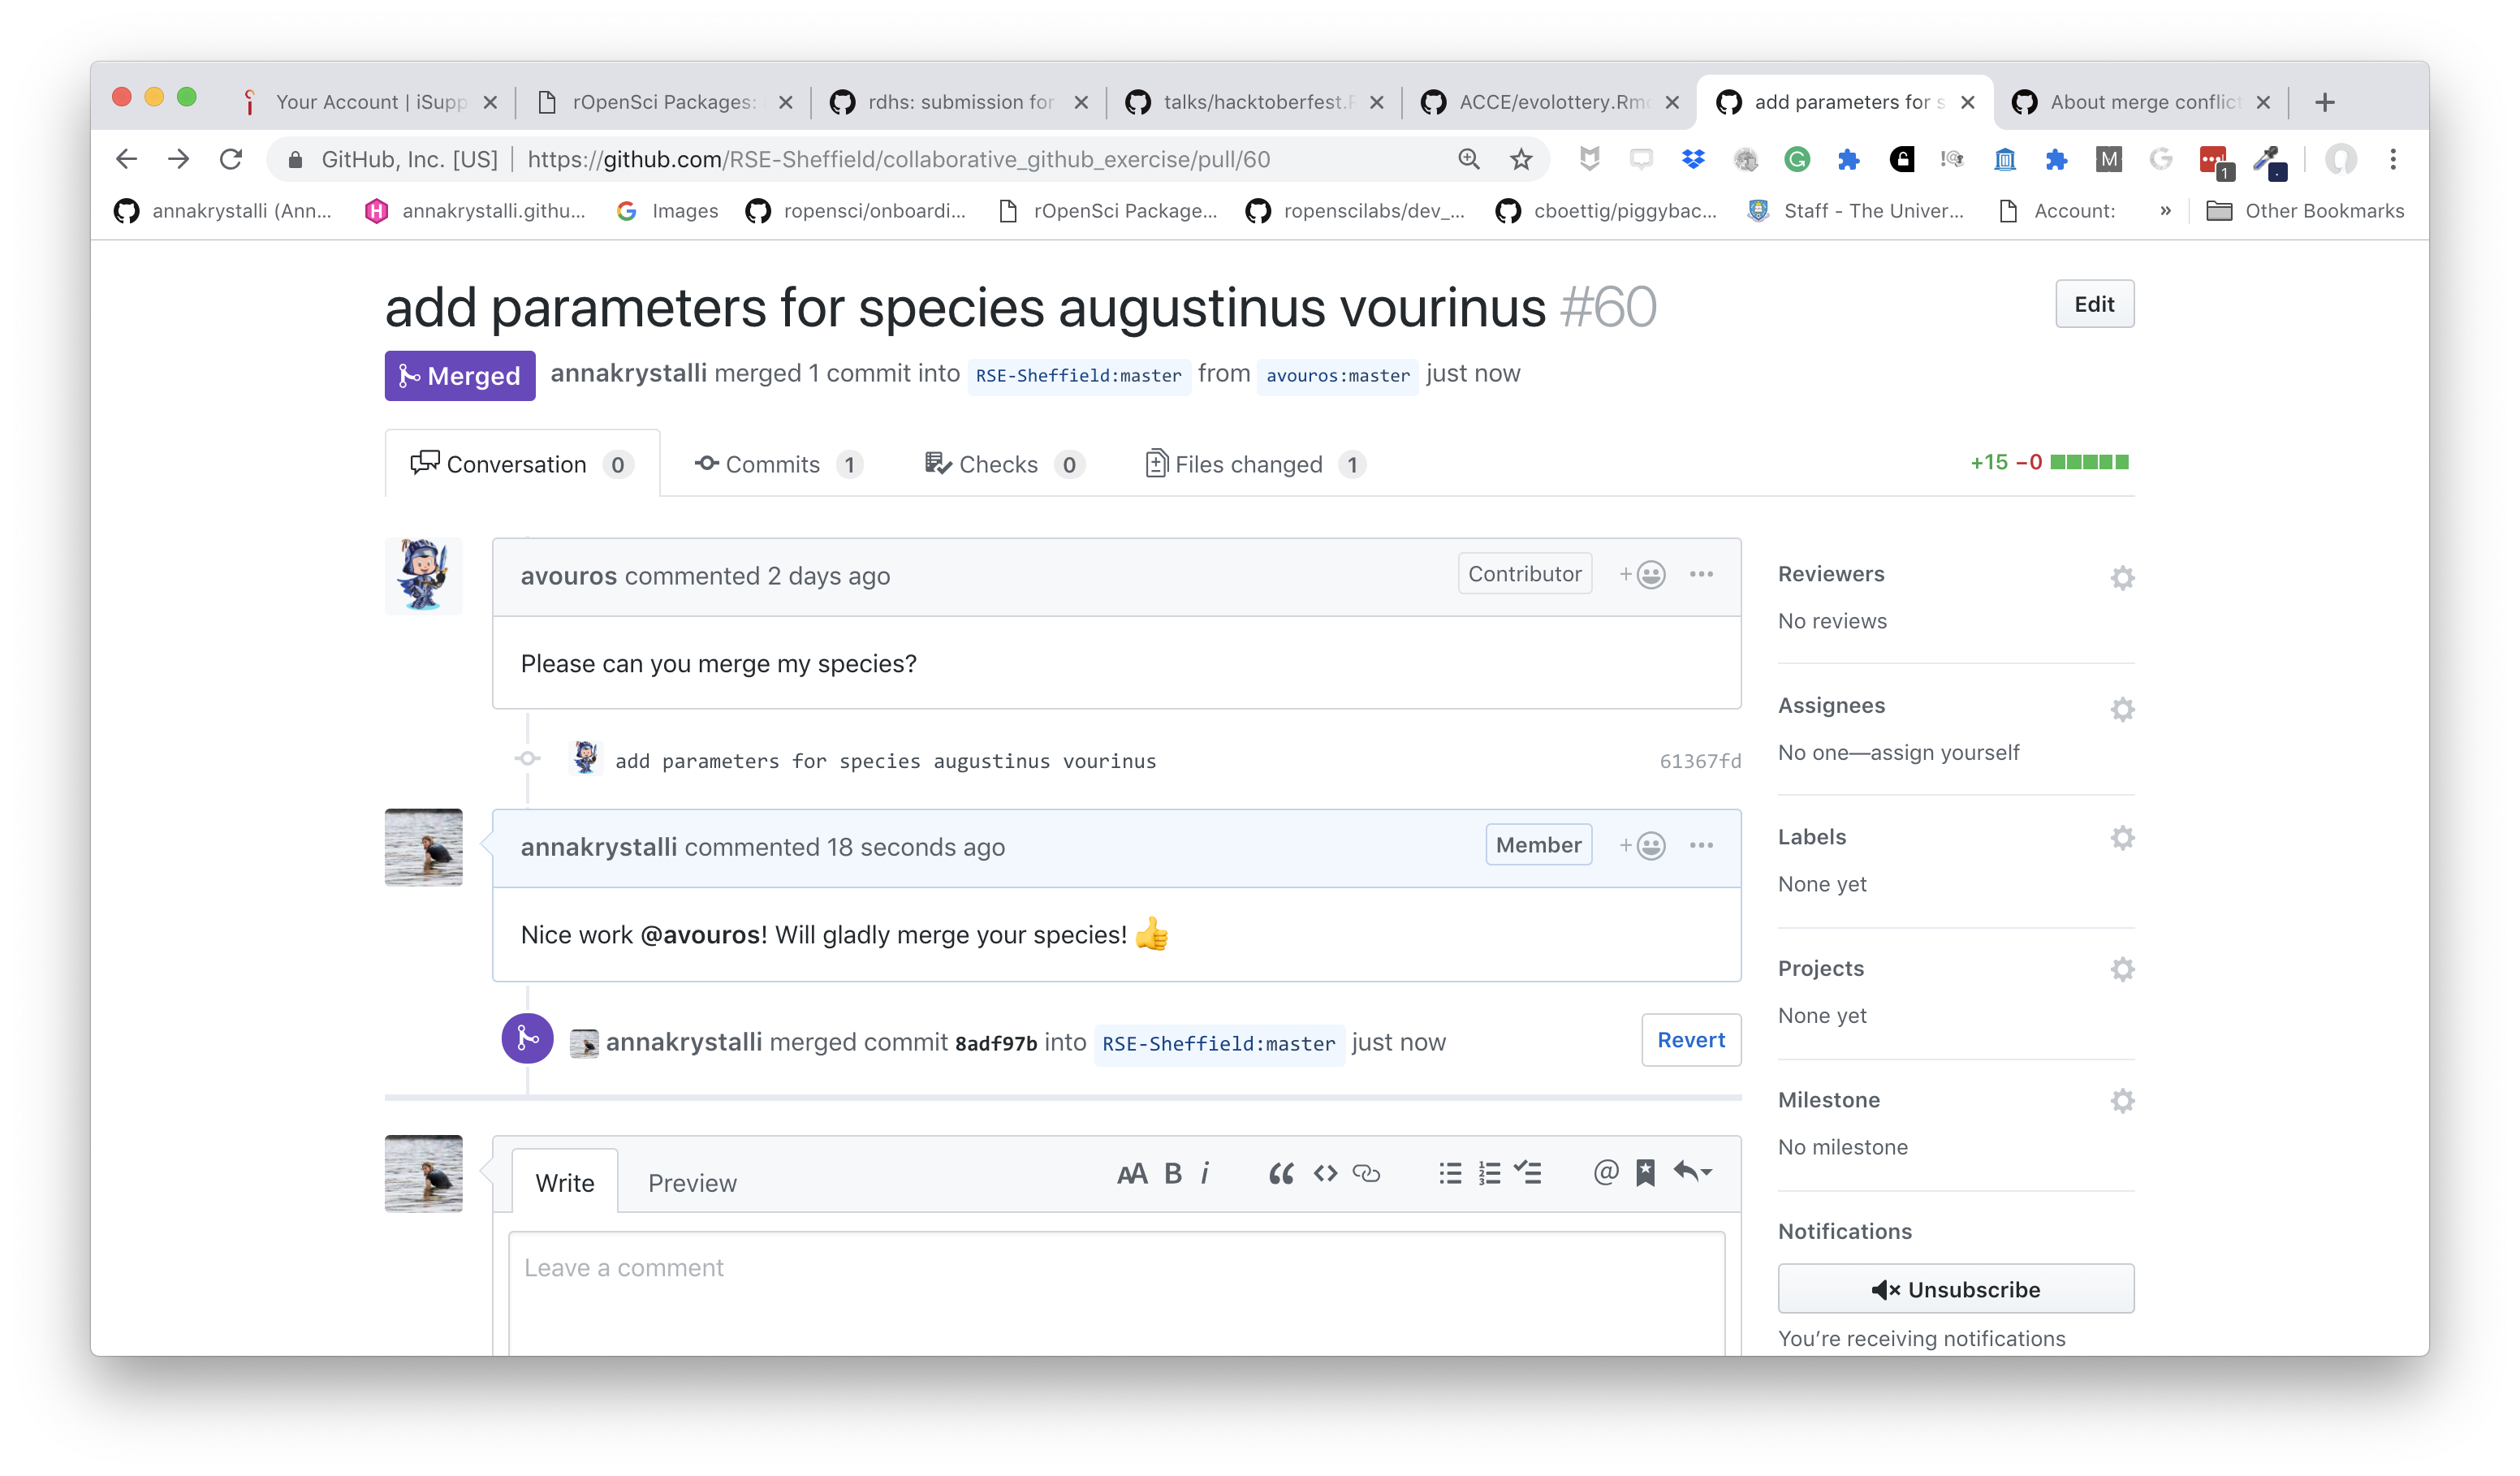 Your Account | iSupp
rOpenSci Packages:
rdhs: submission for
talks/hacktoberfest.
ACCE/evolottery.Rm
add parameters for s
About merge conflict
GitHub, Inc. [US] | https://github.com/RSE-Sheffield/collaborative_github_exercise/pull/60
annakrystalli (Ann...
annakrystalli.githu...
Images
ropensci/onboardi...
rOpenSci Package...
ropenscilabs/dev_...
cboettig/piggybac...
Staff - The Univer...
Account:
»
Other Bookmarks
add parameters for species augustinus vourinus #60
Edit
Merged
annakrystalli merged 1 commit into RSE-Sheffield:master from avouros:master just now
Conversation 0
Commits 1
Checks 0
Files changed 1
+15 −0
avouros commented 2 days ago
Contributor
Please can you merge my species?
add parameters for species augustinus vourinus
61367fd
annakrystalli commented 18 seconds ago
Member
Nice work @avouros! Will gladly merge your species! 👍
annakrystalli merged commit 8adf97b into RSE-Sheffield:master just now
Revert
Write
Preview
Leave a comment
Reviewers
No reviews
Assignees
No one—assign yourself
Labels
None yet
Projects
None yet
Milestone
No milestone
Notifications
Unsubscribe
You’re receiving notifications